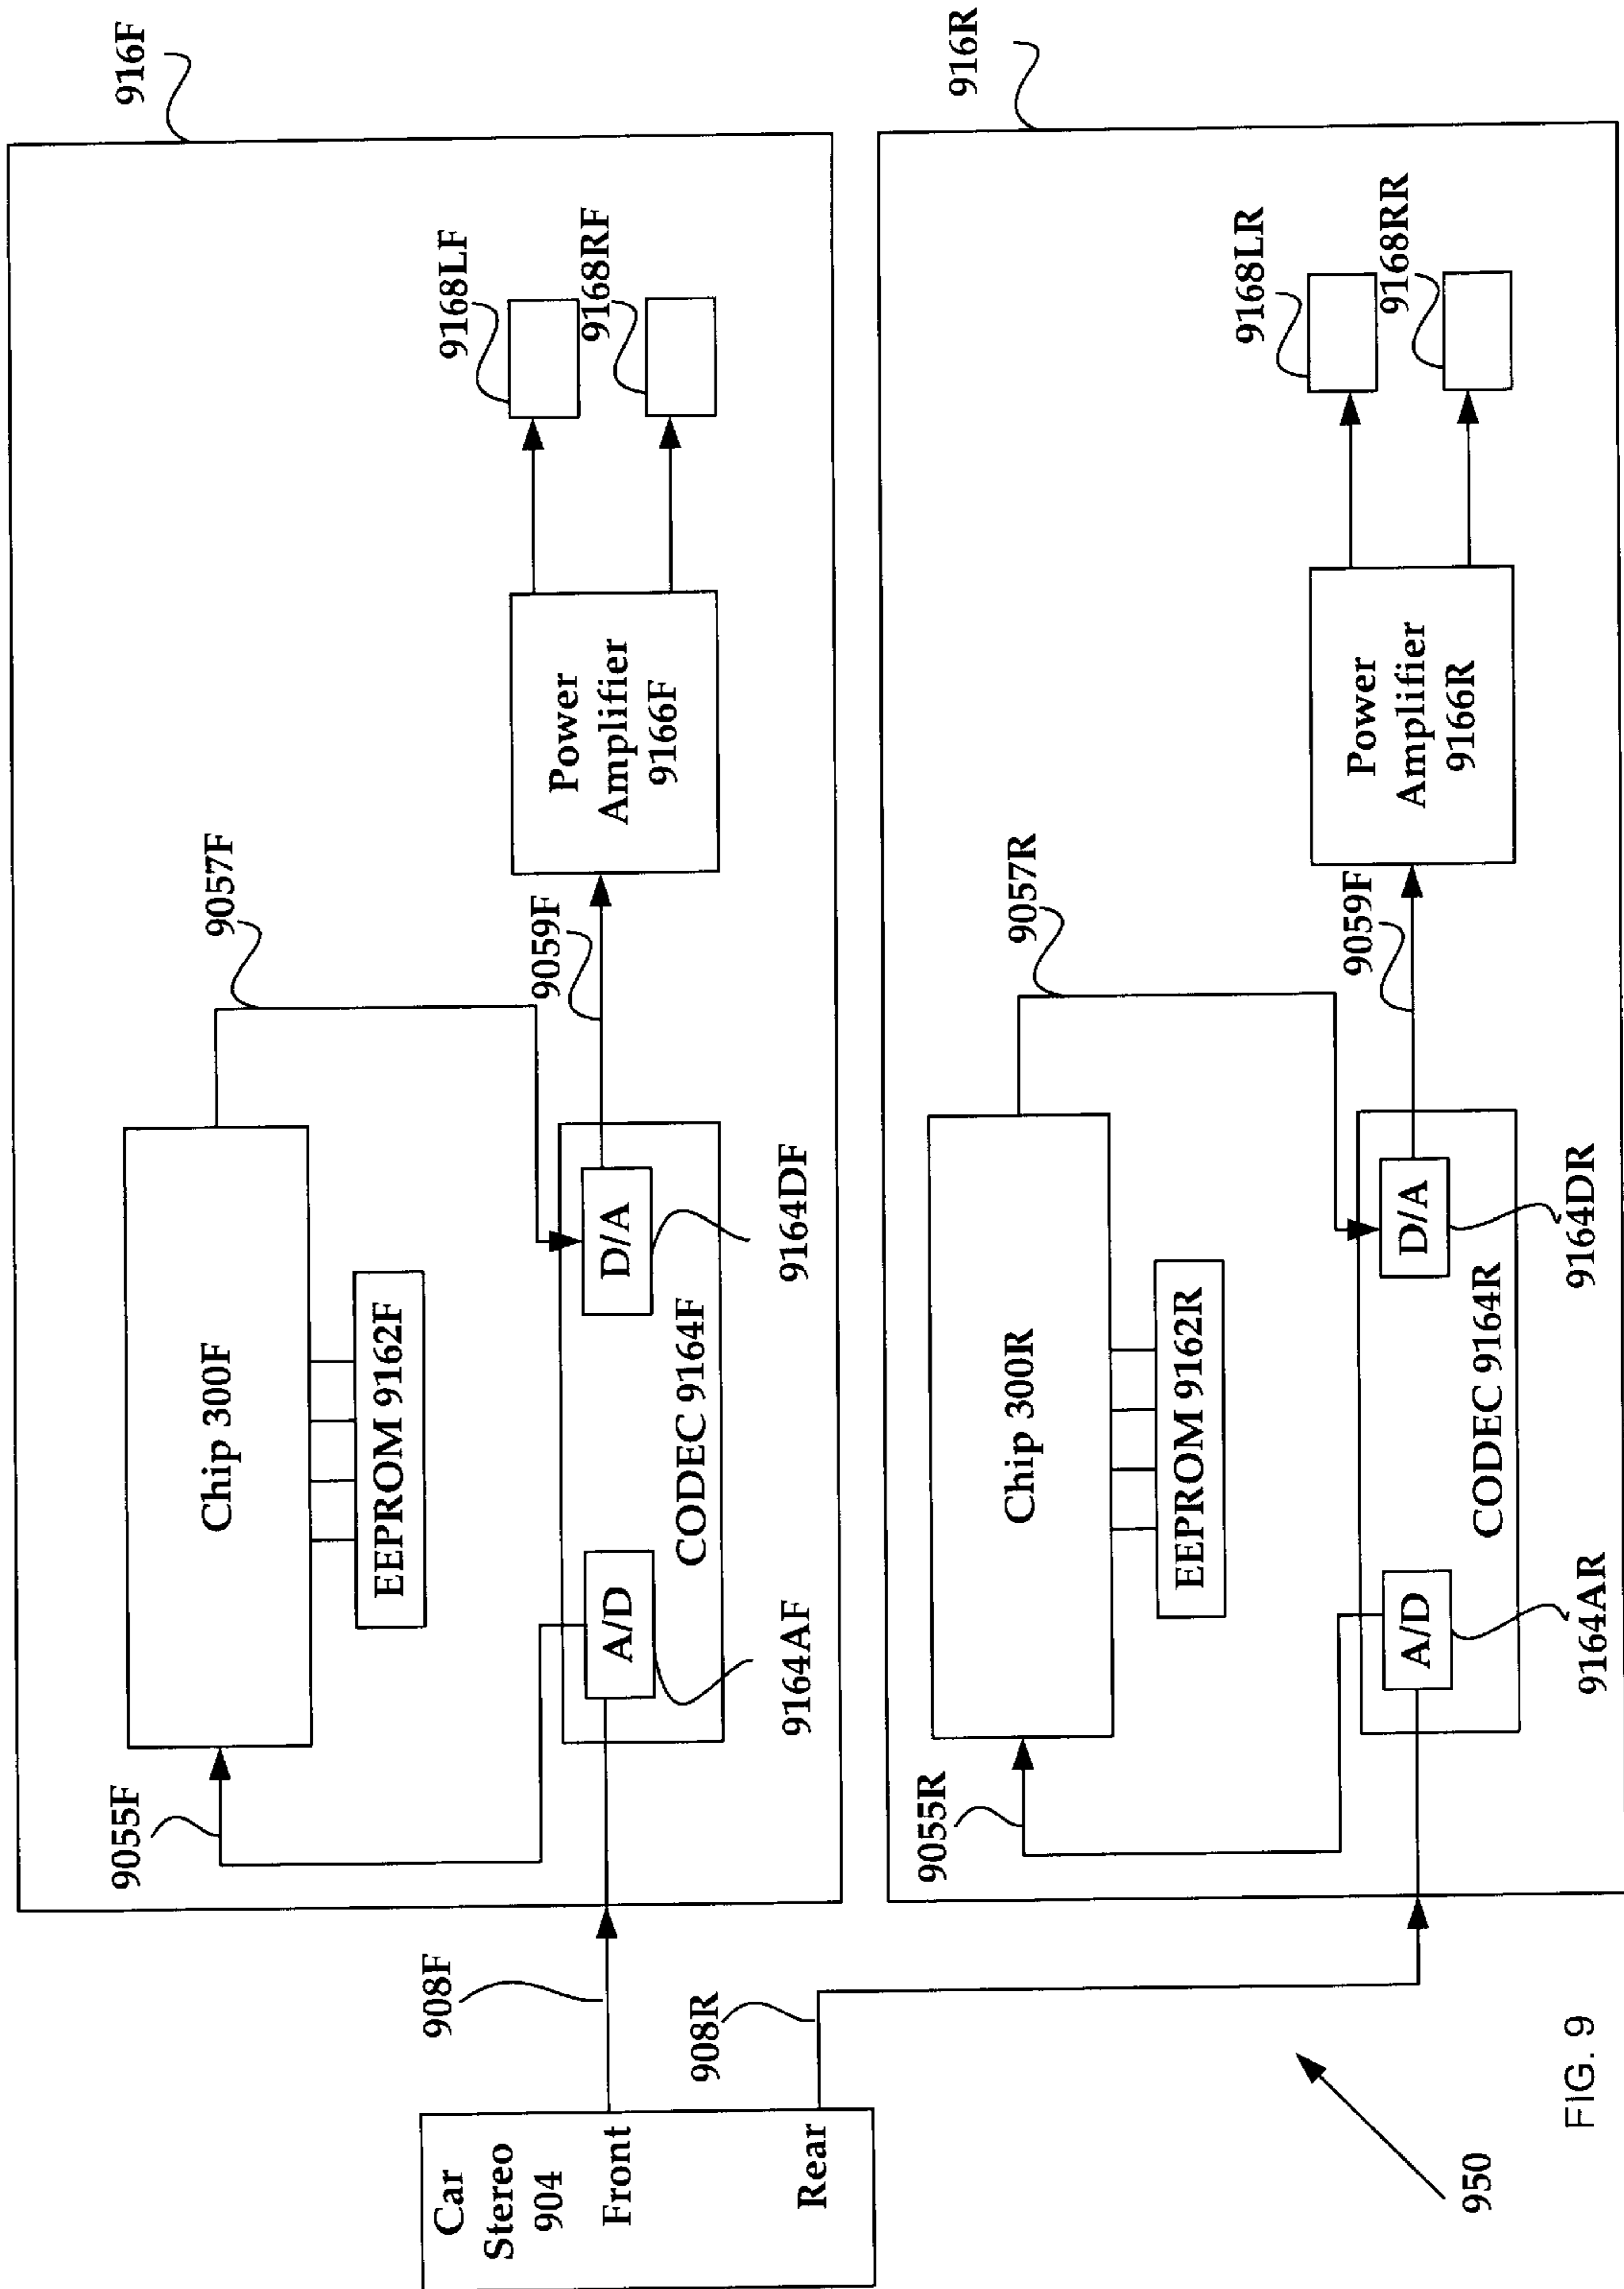 916F
9168LF
9168RF
Power
Amplifier
9166F
9057F
9059F
Chip 300F
EEPROM 9162F
D/A
9164DF
CODEC 9164F
A/D
9164AF
9055F
908F
916R
9168LR
9168RR
Power
Amplifier
9166R
9057R
9059F
Chip 300R
EEPROM 9162R
D/A
9164DR
CODEC 9164R
A/D
9164AR
9055R
908R
Car
Stereo
904
Front
Rear
950
FIG. 9